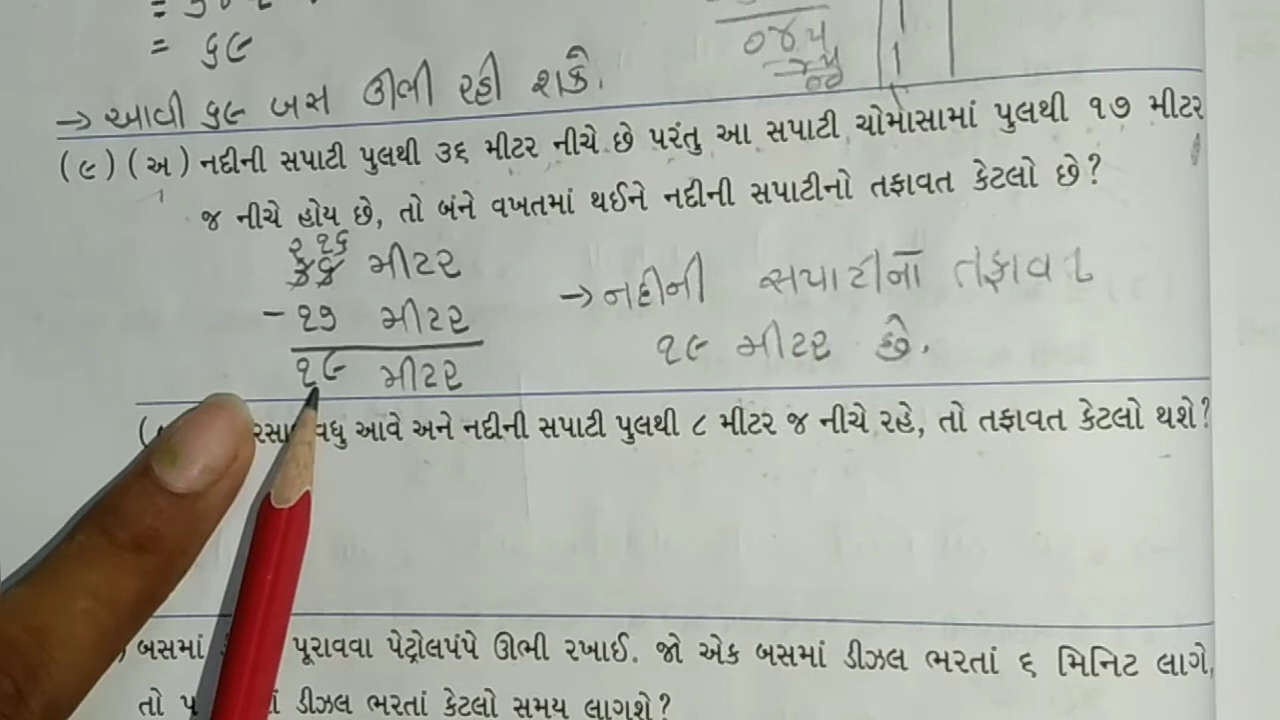 = ૬૯
→ આવી ૬૯ બસ ઊભી રહી શકે.
૦૪૫
(૯) (અ) નદીની સપાટી પુલથી ૩૬ મીટર નીચે છે પરંતુ આ સપાટી ચોમાસામાં પુલથી ૧૭ મીટર
જ નીચે હોય છે, તો બંને વખતમાં થઈને નદીની સપાટીનો તફાવત કેટલો છે?
૨ ૧૬
૩૬ મીટર
- ૧૭ મીટર
૧૯ મીટર
→ નદીની સપાટીનો તફાવત
૧૯ મીટર છે.
વધુ આવે અને નદીની સપાટી પુલથી ૮ મીટર જ નીચે રહે, તો તફાવત કેટલો થશે?
બસમાં પૂરાવવા પેટ્રોલપંપે ઊભી રખાઈ. જો એક બસમાં ડીઝલ ભરતાં ૬ મિનિટ લાગે,
તો ડીઝલ ભરતાં કેટલો સમય લાગશે?